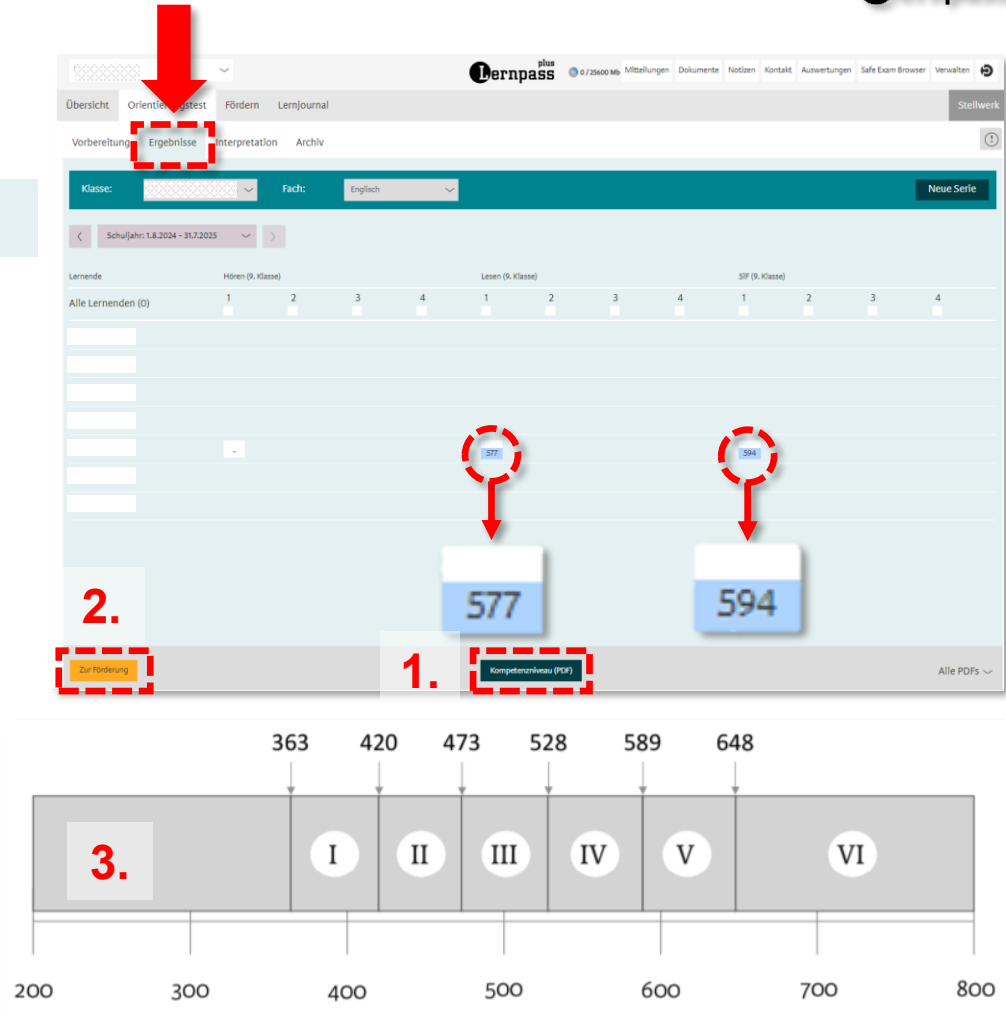 plus
Lernpass
0 / 25600 Mb Mitteilungen Dokumente Notizen Kontakt Auswertungen Safe Exam Browser Verwalten
Übersicht Fördern Lernjournal Stellwerk
Vorbereitung Ergebnisse Interpretation Archiv
Klasse: Fach: Englisch Neue Serie
Schuljahr: 1.8.2024 - 31.7.2025
Lernende Hören (9. Klasse) Lesen (9. Klasse) SIF (9. Klasse)
Alle Lernenden (0) 1 2 3 4 1 2 3 4 1 2 3 4
- 577 594
577 594
2.
1.
Zur Förderung Kompetenzniveau (PDF) Alle PDFs
363 420 473 528 589 648
3. I II III IV V VI
200 300 400 500 600 700 800